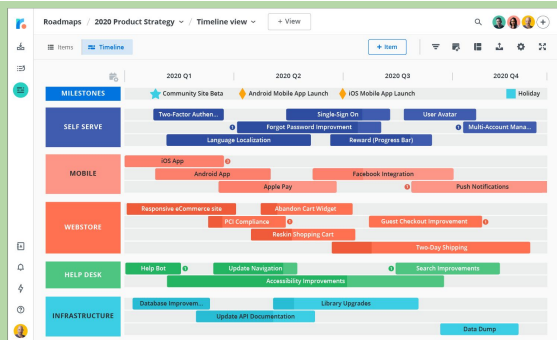 Roadmaps / 2020 Product Strategy / Timeline view + View
Items Timeline + Item
2020 Q1 2020 Q2 2020 Q3 2020 Q4
MILESTONES Community Site Beta Android Mobile App Launch iOS Mobile App Launch Holiday
Two-Factor Authen... Single-Sign On User Avatar
SELF SERVE Forgot Password Improvment Multi-Account Mana...
Language Localization Reward (Progress Bar)
iOS App
MOBILE Android App Facebook Integration
Apple Pay Push Notifications
Responsive eCommerce site Abandon Cart Widget
PCI Compliance Guest Checkout Improvement
WEBSTORE
Reskin Shopping Cart
Two-Day Shipping
Help Bot Update Navigation Search Improvements
HELP DESK
Accessibility Improvements
Database Improvem... Library Upgrades
INFRASTRUCTURE Update API Documentation
Data Dump